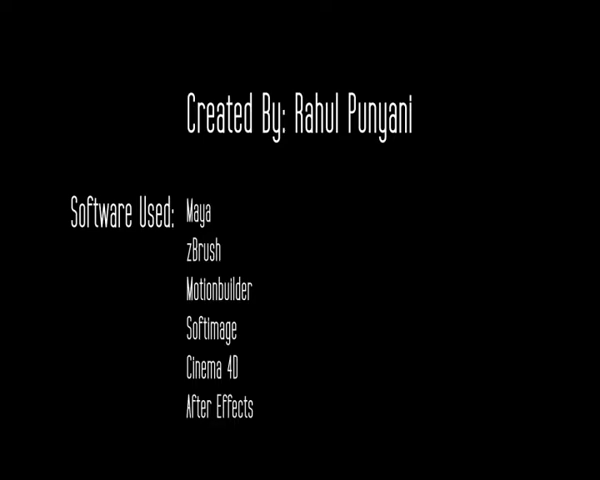 Created By: Rahul Punyani
Software Used: Maya
zBrush
Motionbuilder
Softimage
Cinema 4D
After Effects